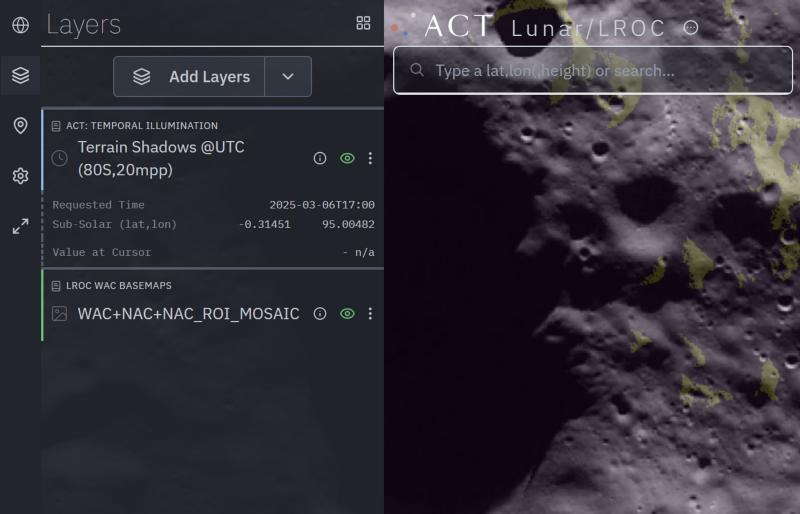 Layers
Add Layers
ACT: TEMPORAL ILLUMINATION
Terrain Shadows @UTC
(80S,20mpp)
Requested Time 2025-03-06T17:00
Sub-Solar (lat,lon) -0.31451 95.00482
Value at Cursor - n/a
LROC WAC BASEMAPS
WAC+NAC+NAC_ROI_MOSAIC
ACT Lunar/LROC
Type a lat,lon(,height) or search...